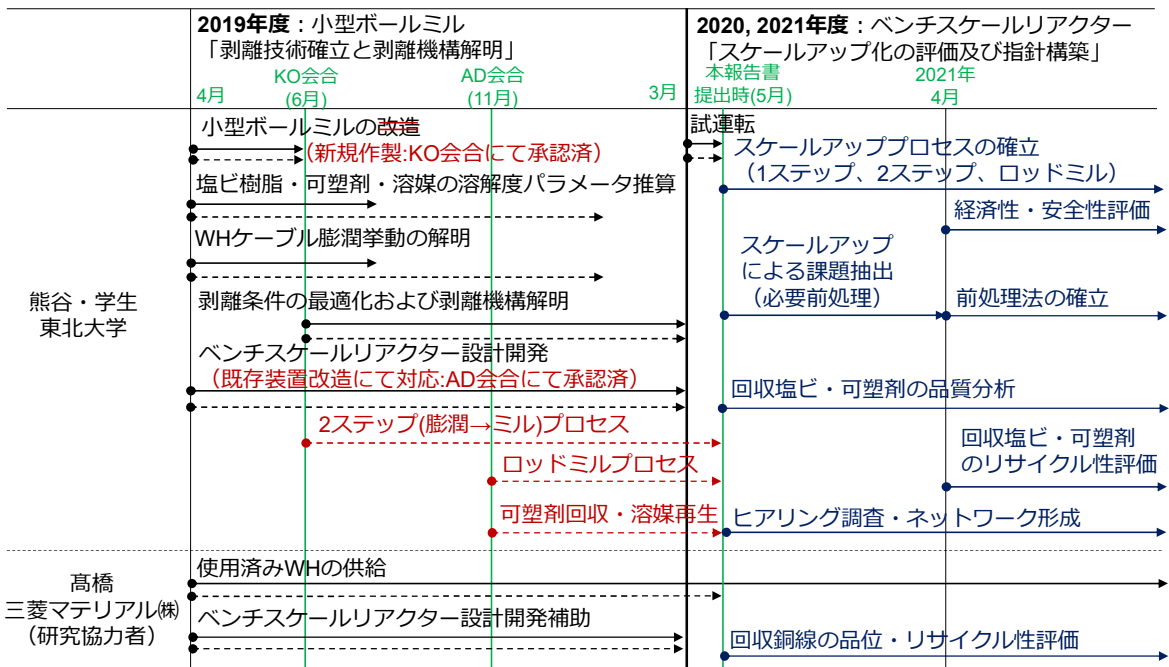 2019年度：小型ボールミル
「剥離技術確立と剥離機構解明」
2020, 2021年度：ベンチスケールリアクター
「スケールアップ化の評価及び指針構築」
4月
KO会合
(6月)
AD会合
(11月)
3月
本報告書
提出時(5月)
2021年
4月
熊谷・学生
東北大学
小型ボールミルの改造
（新規作製:KO会合にて承認済）
塩ビ樹脂・可塑剤・溶媒の溶解度パラメータ推算
WHケーブル膨潤挙動の解明
剥離条件の最適化および剥離機構解明
ベンチスケールリアクター設計開発
（既存装置改造にて対応:AD会合にて承認済）
2ステップ(膨潤→ミル)プロセス
ロッドミルプロセス
可塑剤回収・溶媒再生
試運転
スケールアッププロセスの確立
（1ステップ、2ステップ、ロッドミル）
経済性・安全性評価
スケールアップ
による課題抽出
（必要前処理）
前処理法の確立
回収塩ビ・可塑剤の品質分析
回収塩ビ・可塑剤
のリサイクル性評価
ヒアリング調査・ネットワーク形成
髙橋
三菱マテリアル㈱
（研究協力者）
使用済みWHの供給
ベンチスケールリアクター設計開発補助
回収銅線の品位・リサイクル性評価